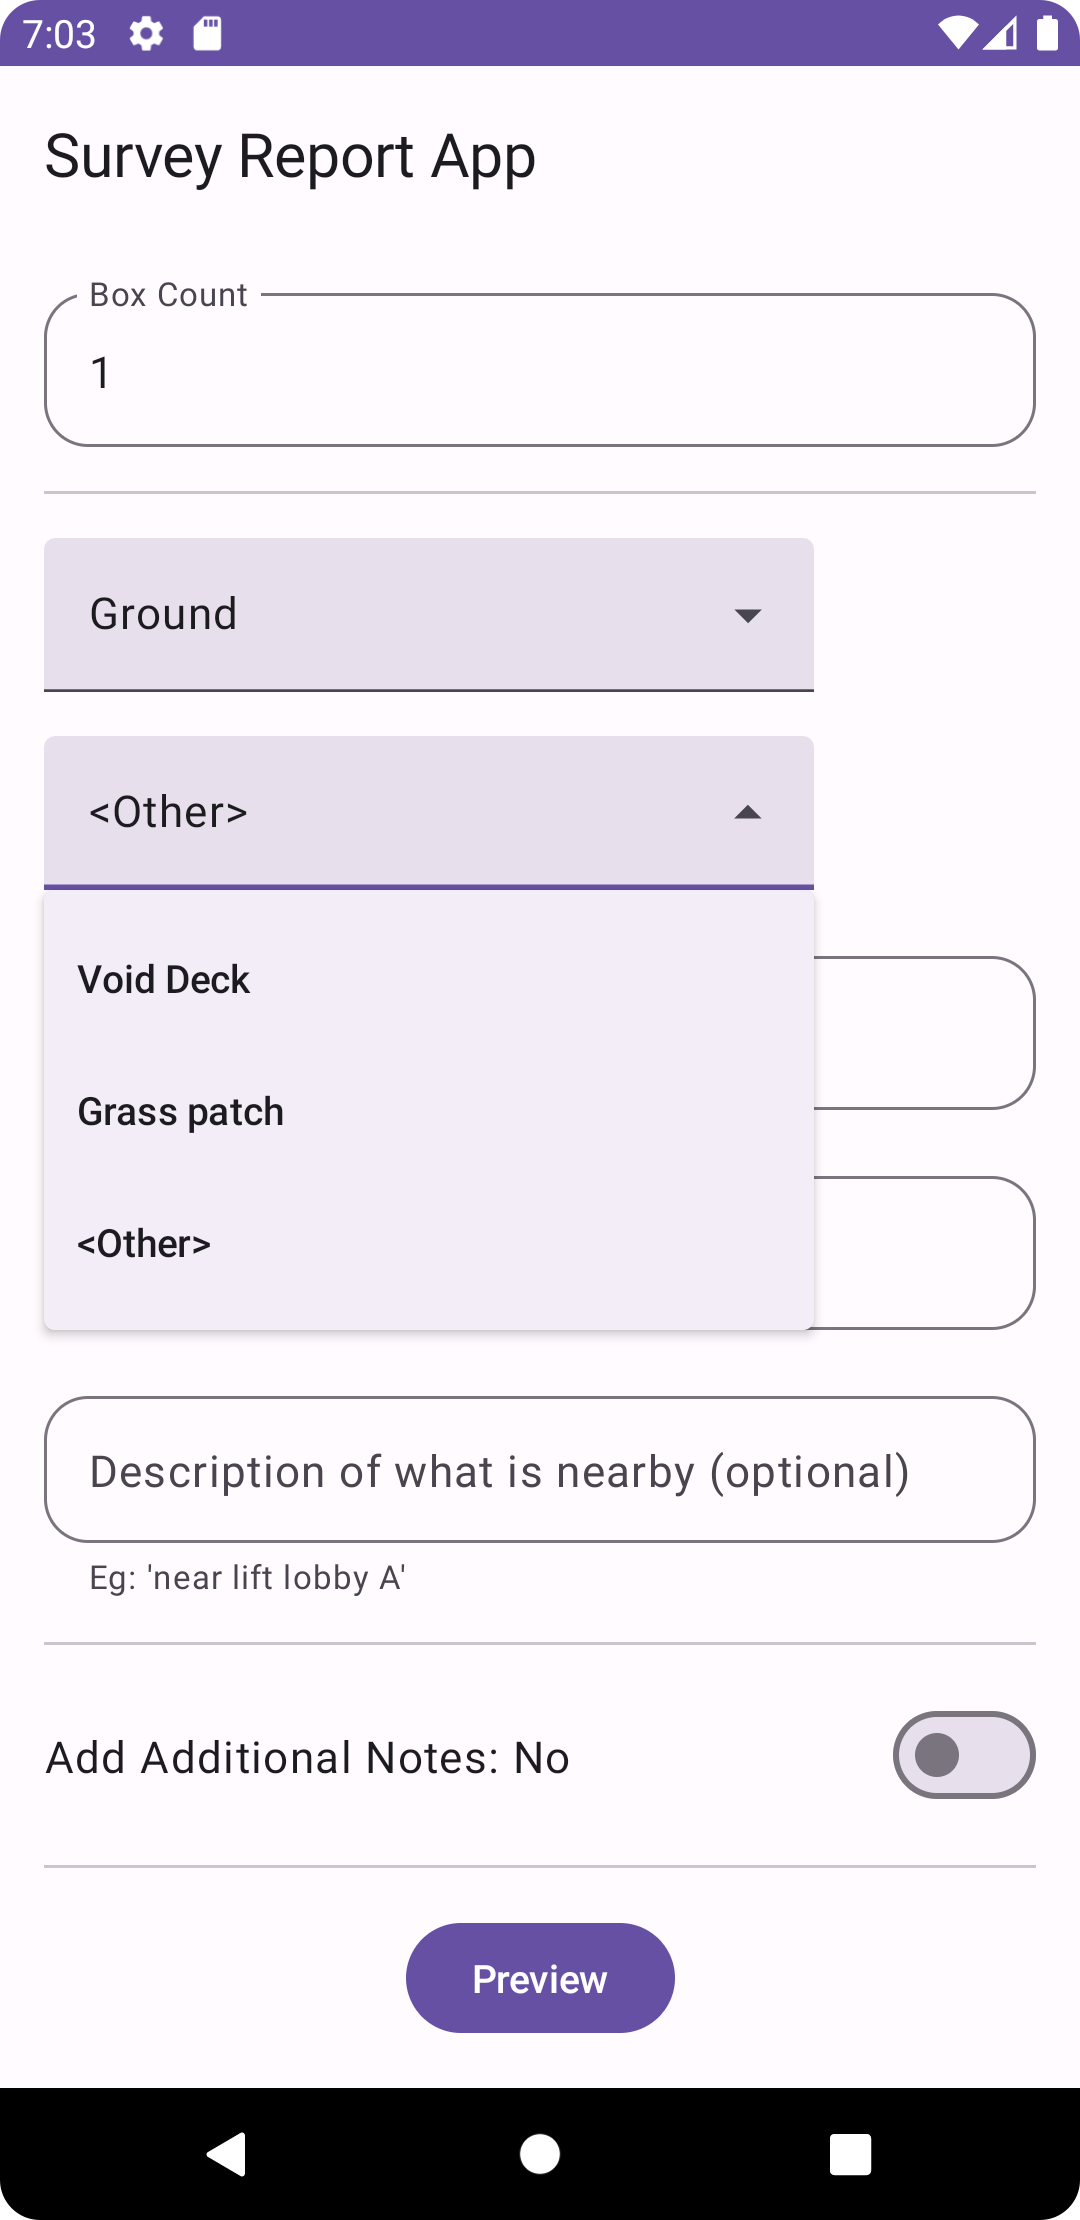 7:03
Survey Report App
Box Count
1
Ground
<Other>
Void Deck
Grass patch
<Other>
Description of what is nearby (optional)
Eg: 'near lift lobby A'
Add Additional Notes: No
Preview